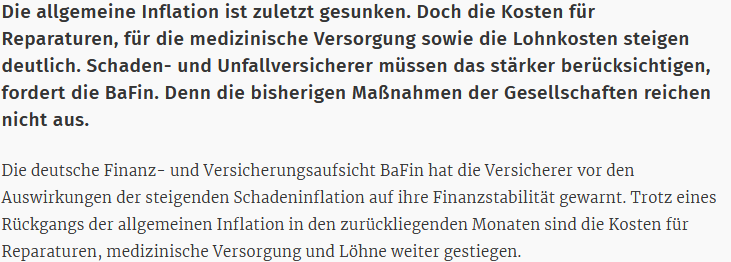 Die allgemeine Inflation ist zuletzt gesunken. Doch die Kosten für
Reparaturen, für die medizinische Versorgung sowie die Lohnkosten steigen
deutlich. Schaden- und Unfallversicherer müssen das stärker berücksichtigen,
fordert die BaFin. Denn die bisherigen Maßnahmen der Gesellschaften reichen
nicht aus.
Die deutsche Finanz- und Versicherungsaufsicht BaFin hat die Versicherer vor den
Auswirkungen der steigenden Schadeninflation auf ihre Finanzstabilität gewarnt. Trotz eines
Rückgangs der allgemeinen Inflation in den zurückliegenden Monaten sind die Kosten für
Reparaturen, medizinische Versorgung und Löhne weiter gestiegen.